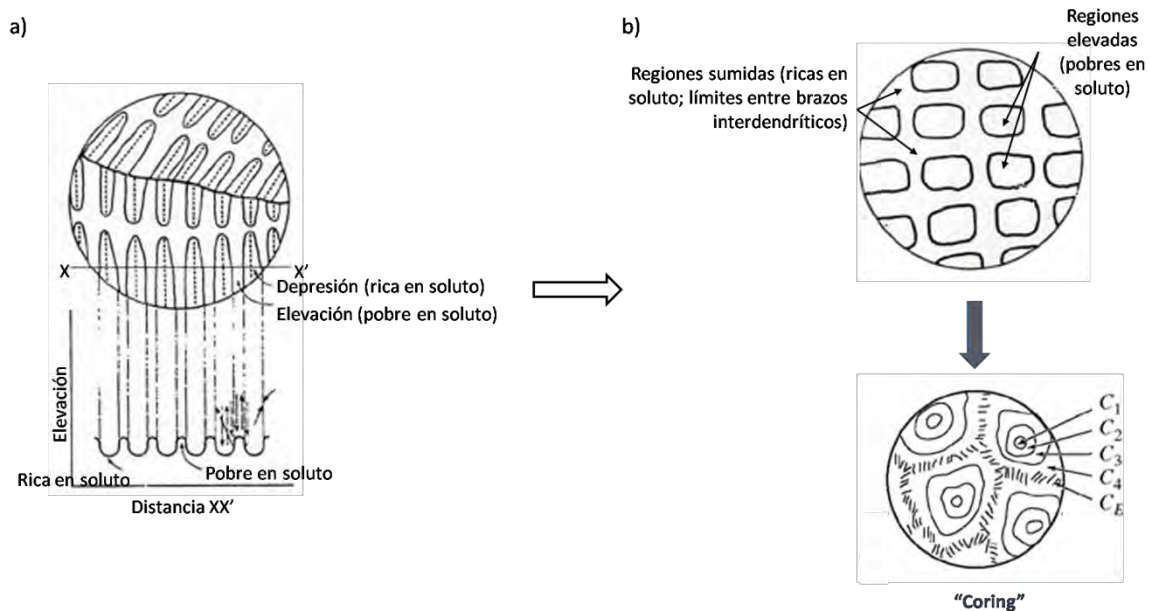 a)
X
X'
Depresión (rica en soluto)
Elevación (pobre en soluto)
Elevación
Rica en soluto
Pobre en soluto
Distancia XX'
b)
Regiones sumidas (ricas en
soluto; límites entre brazos
interdendríticos)
Regiones
elevadas
(pobres en
soluto)
C1
C2
C3
C4
CE
"Coring"